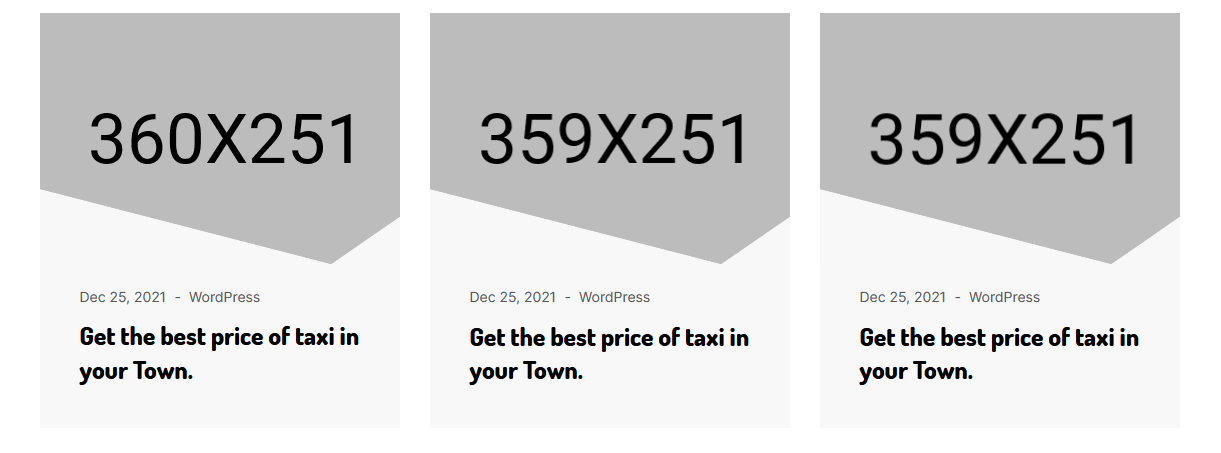 360X251
359X251
359X251
Dec 25, 2021 - WordPress
Get the best price of taxi in
your Town.
Dec 25, 2021 - WordPress
Get the best price of taxi in
your Town.
Dec 25, 2021 - WordPress
Get the best price of taxi in
your Town.